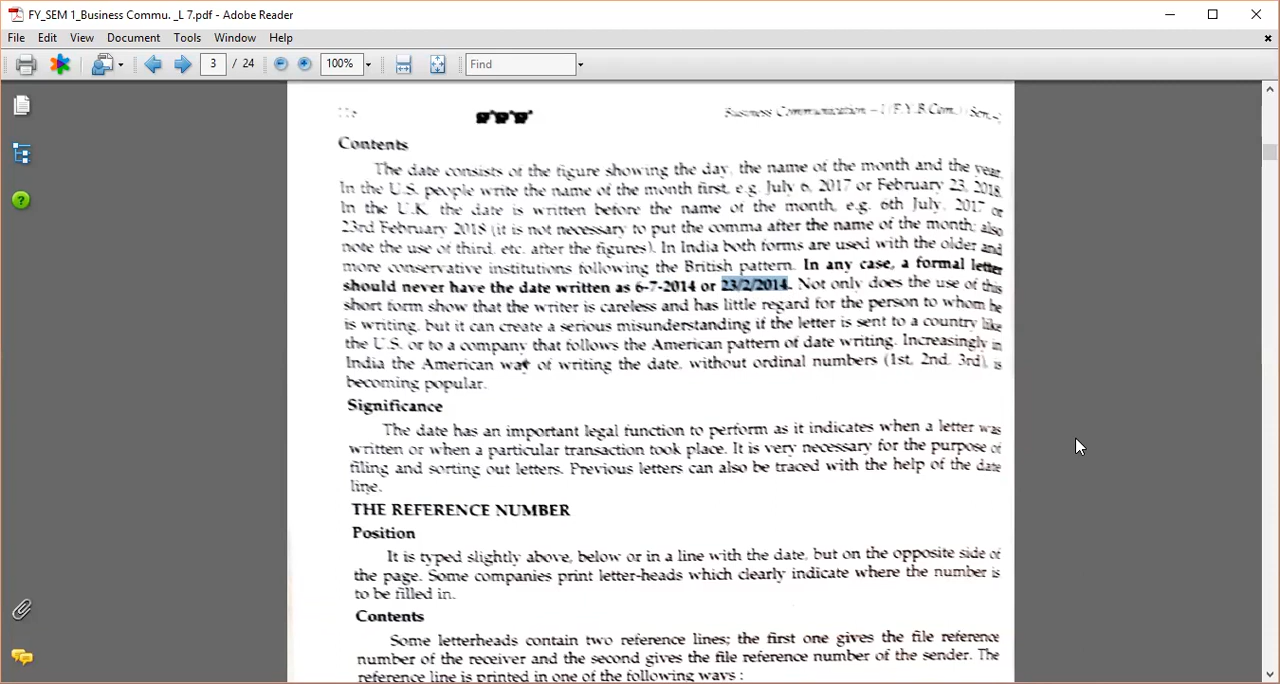 FY_SEM 1_Business Commu. _L 7.pdf - Adobe Reader
File Edit View Document Tools Window Help
3 / 24 100% Find
Business Communication – I (F.Y.B.Com.) (Sem.-
Contents
The date consists of the figure showing the day, the name of the month and the year.
In the U.S. people write the name of the month first, e.g. July 6, 2017 or February 23, 2018.
In the U.K. the date is written before the name of the month, e.g. 6th July, 2017 or
23rd February 2018 (it is not necessary to put the comma after the name of the month; also
note the use of third, etc. after the figures). In India both forms are used with the older and
more conservative institutions following the British pattern. In any case, a formal letter
should never have the date written as 6-7-2014 or 23/2/2014. Not only does the use of this
short form show that the writer is careless and has little regard for the person to whom he
is writing, but it can create a serious misunderstanding if the letter is sent to a country like
the U.S. or to a company that follows the American pattern of date writing. Increasingly in
India the American way of writing the date, without ordinal numbers (1st, 2nd, 3rd), is
becoming popular.
Significance
The date has an important legal function to perform as it indicates when a letter was
written or when a particular transaction took place. It is very necessary for the purpose of
filing and sorting out letters. Previous letters can also be traced with the help of the date
line.
THE REFERENCE NUMBER
Position
It is typed slightly above, below or in a line with the date, but on the opposite side of
the page. Some companies print letter-heads which clearly indicate where the number is
to be filled in.
Contents
Some letterheads contain two reference lines; the first one gives the file reference
number of the receiver and the second gives the file reference number of the sender. The
reference line is printed in one of the following ways :